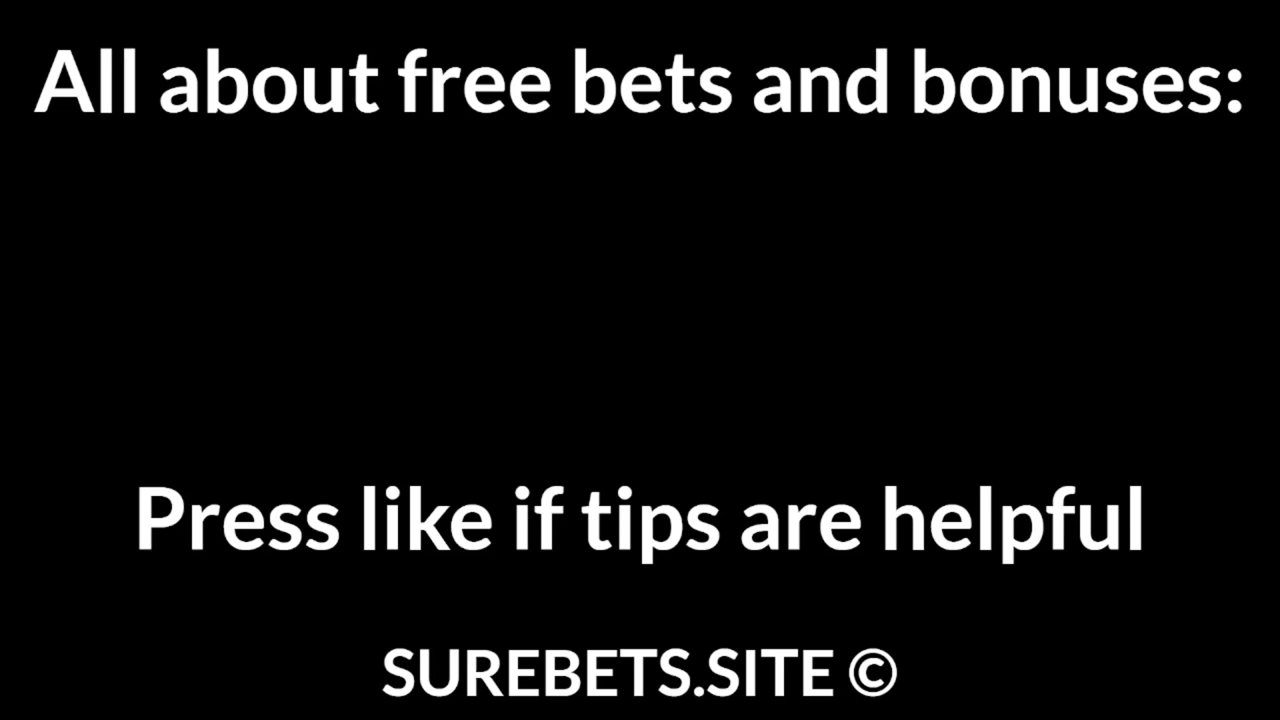 All about free bets and bonuses:
Press like if tips are helpful
SUREBETS.SITE ©